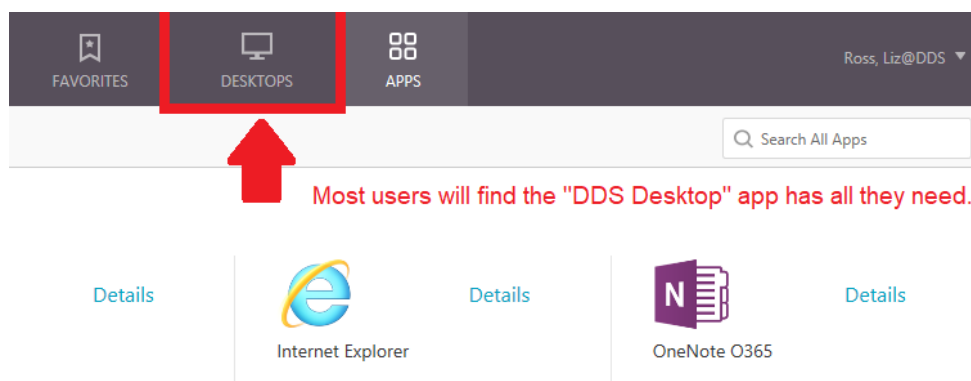 FAVORITES
DESKTOPS
APPS
Ross, Liz@DDS
Search All Apps
Most users will find the "DDS Desktop" app has all they need.
Details
Details
N
Details
Internet Explorer
OneNote O365